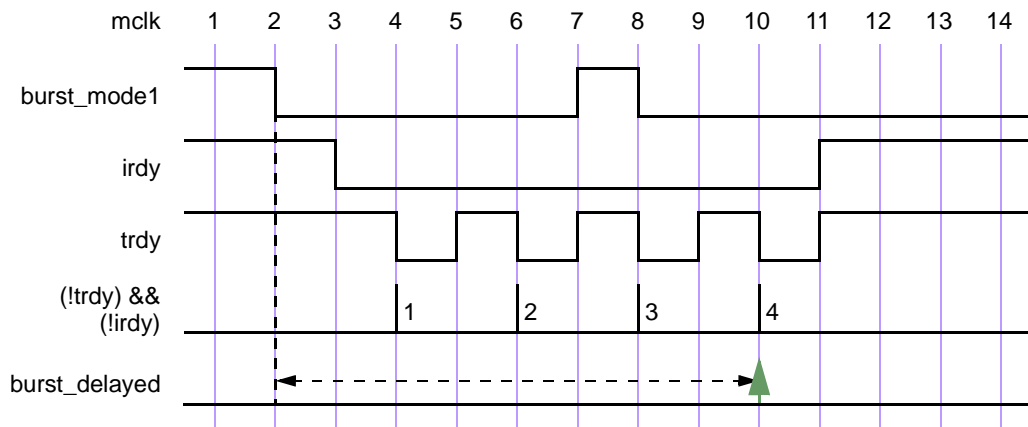 mclk 1 2 3 4 5 6 7 8 9 10 11 12 13 14
burst_mode1
irdy
trdy
(!trdy) &&
(!irdy)
1 2 3 4
burst_delayed